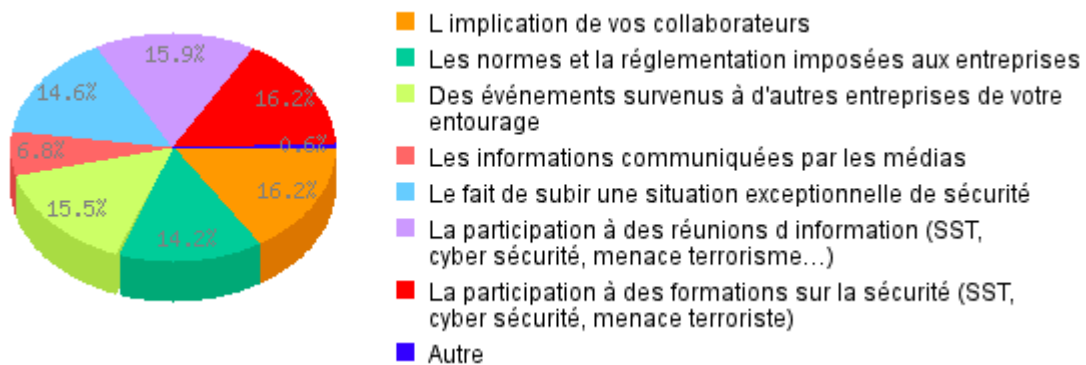 15.9%
14.6%
16.2%
0.6%
6.8%
16.2%
15.5%
14.2%
L implication de vos collaborateurs
Les normes et la réglementation imposées aux entreprises
Des événements survenus à d'autres entreprises de votre
entourage
Les informations communiquées par les médias
Le fait de subir une situation exceptionnelle de sécurité
La participation à des réunions d information (SST,
cyber sécurité, menace terrorisme...)
La participation à des formations sur la sécurité (SST,
cyber sécurité, menace terroriste)
Autre